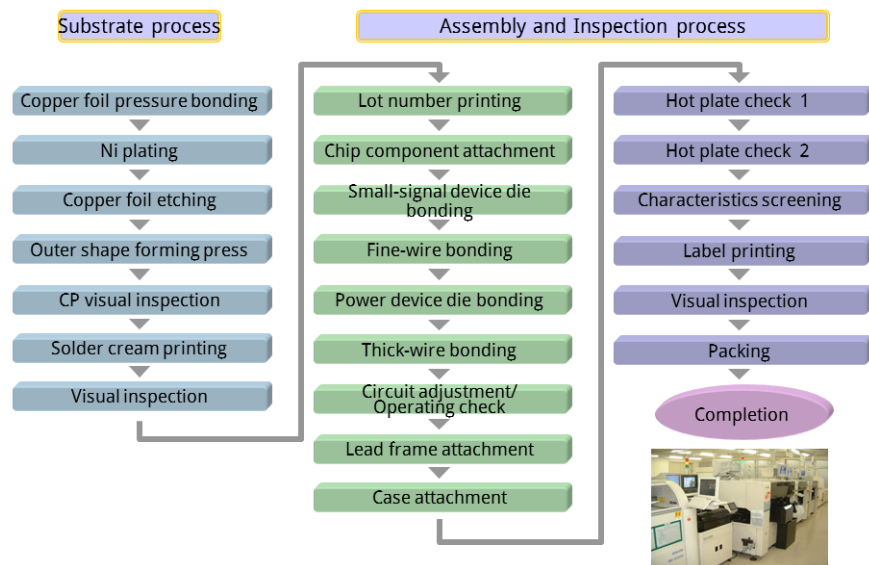 Substrate process
Assembly and Inspection process
Copper foil pressure bonding
Ni plating
Copper foil etching
Outer shape forming press
CP visual inspection
Solder cream printing
Visual inspection
Lot number printing
Chip component attachment
Small-signal device die
bonding
Fine-wire bonding
Power device die bonding
Thick-wire bonding
Circuit adjustment/
Operating check
Lead frame attachment
Case attachment
Hot plate check 1
Hot plate check 2
Characteristics screening
Label printing
Visual inspection
Packing
Completion